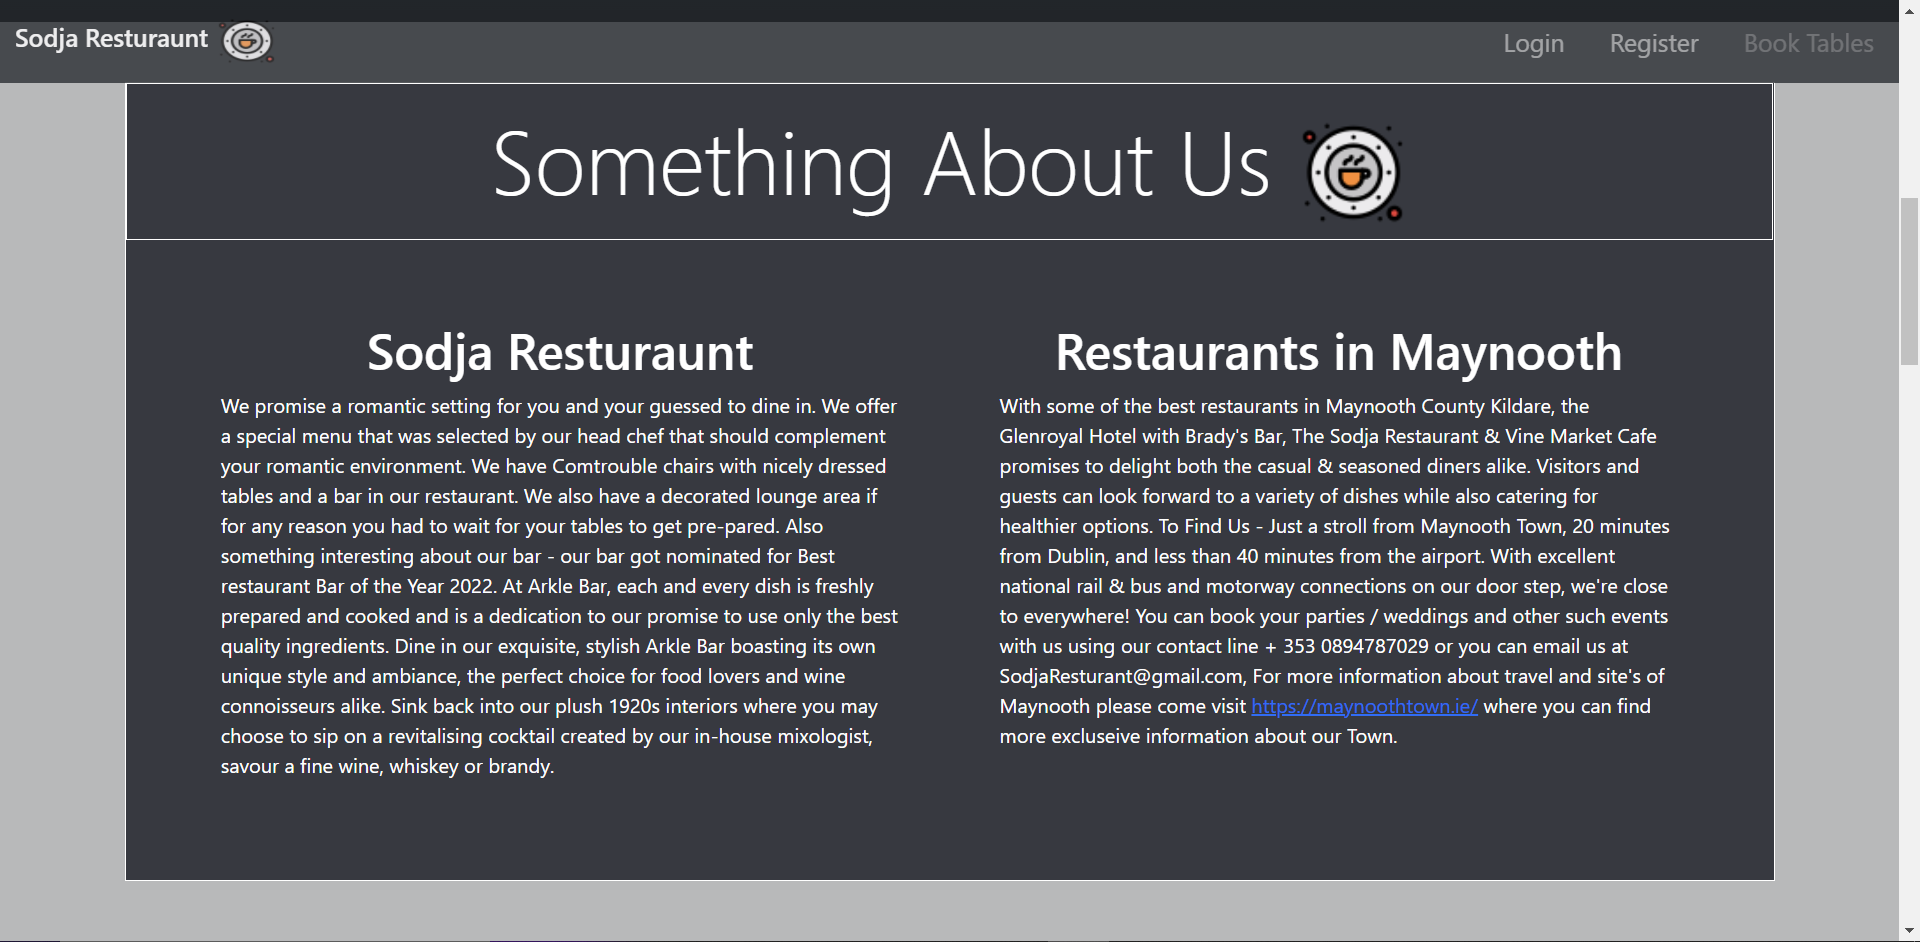 Sodja Resturaunt
Login Register Book Tables
Something About Us
Sodja Resturaunt
We promise a romantic setting for you and your guessed to dine in. We offer
a special menu that was selected by our head chef that should complement
your romantic environment. We have Comtrouble chairs with nicely dressed
tables and a bar in our restaurant. We also have a decorated lounge area if
for any reason you had to wait for your tables to get pre-pared. Also
something interesting about our bar - our bar got nominated for Best
restaurant Bar of the Year 2022. At Arkle Bar, each and every dish is freshly
prepared and cooked and is a dedication to our promise to use only the best
quality ingredients. Dine in our exquisite, stylish Arkle Bar boasting its own
unique style and ambiance, the perfect choice for food lovers and wine
connoisseurs alike. Sink back into our plush 1920s interiors where you may
choose to sip on a revitalising cocktail created by our in-house mixologist,
savour a fine wine, whiskey or brandy.
Restaurants in Maynooth
With some of the best restaurants in Maynooth County Kildare, the
Glenroyal Hotel with Brady's Bar, The Sodja Restaurant & Vine Market Cafe
promises to delight both the casual & seasoned diners alike. Visitors and
guests can look forward to a variety of dishes while also catering for
healthier options. To Find Us - Just a stroll from Maynooth Town, 20 minutes
from Dublin, and less than 40 minutes from the airport. With excellent
national rail & bus and motorway connections on our door step, we're close
to everywhere! You can book your parties / weddings and other such events
with us using our contact line + 353 0894787029 or you can email us at
SodjaResturant@gmail.com, For more information about travel and site's of
Maynooth please come visit https://maynoothtown.ie/ where you can find
more excluseive information about our Town.